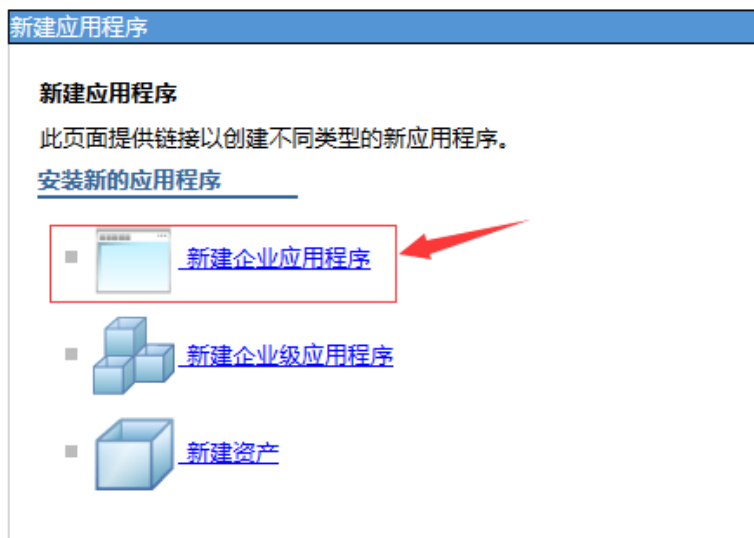 新建应用程序
新建应用程序
此页面提供链接以创建不同类型的新应用程序。
安装新的应用程序
新建企业应用程序
新建企业级应用程序
新建资产